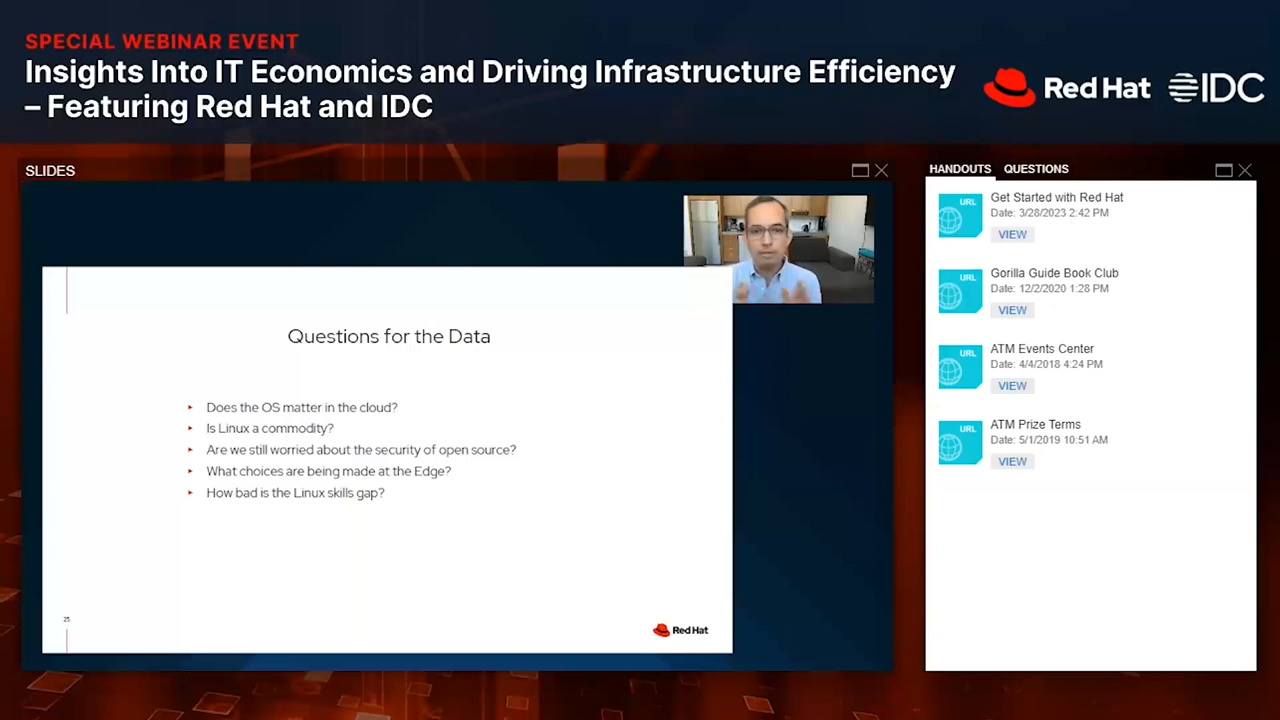 SPECIAL WEBINAR EVENT
Insights Into IT Economics and Driving Infrastructure Efficiency
– Featuring Red Hat and IDC
Red Hat
IDC
SLIDES
Questions for the Data
Does the OS matter in the cloud?
Is Linux a commodity?
Are we still worried about the security of open source?
What choices are being made at the Edge?
How bad is the Linux skills gap?
25
Red Hat
HANDOUTS QUESTIONS
URL
Get Started with Red Hat
Date: 3/28/2023 2:42 PM
VIEW
URL
Gorilla Guide Book Club
Date: 12/2/2020 1:28 PM
VIEW
URL
ATM Events Center
Date: 4/4/2018 4:24 PM
VIEW
URL
ATM Prize Terms
Date: 5/1/2019 10:51 AM
VIEW